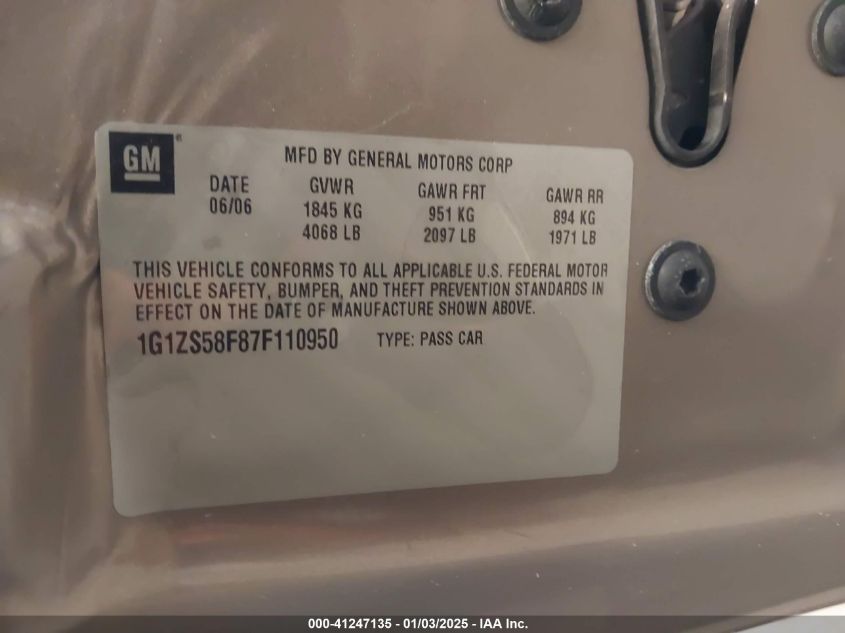 GM
MFD BY GENERAL MOTORS CORP
DATE GVWR GAWR FRT GAWR RR
06/06 1845 KG 951 KG 894 KG
4068 LB 2097 LB 1971 LB
THIS VEHICLE CONFORMS TO ALL APPLICABLE U.S. FEDERAL MOTOR
VEHICLE SAFETY, BUMPER, AND THEFT PREVENTION STANDARDS IN
EFFECT ON THE DATE OF MANUFACTURE SHOWN ABOVE.
1G1ZS58F87F110950 TYPE: PASS CAR
000-41247135 - 01/03/2025 - IAA Inc.